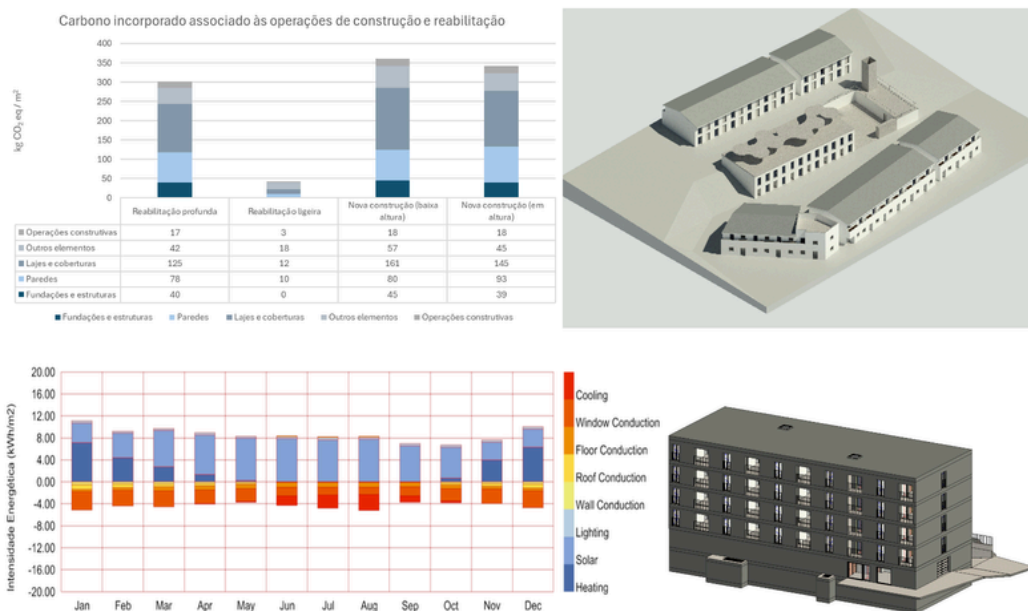 Carbono incorporado associado às operações de construção e reabilitação
400
350
300
250
200
150
100
50
0
kg CO₂ eq / m²
Reabilitação profunda Reabilitação ligeira Nova construção (baixa altura) Nova construção (em altura)
Operações construtivas 17 3 18 18
Outros elementos 42 18 57 45
Lajes e coberturas 125 12 161 145
Paredes 78 10 80 93
Fundações e estruturas 40 0 45 39
Fundações e estruturas Paredes Lajes e coberturas Outros elementos Operações construtivas
Intensidade Energética (kWh/m2)
20.00
16.00
12.00
8.00
4.00
-0.00
-4.00
-8.00
-12.00
-16.00
-20.00
Jan Feb Mar Apr May Jun Jul Aug Sep Oct Nov Dec
Cooling
Window Conduction
Floor Conduction
Roof Conduction
Wall Conduction
Lighting
Solar
Heating